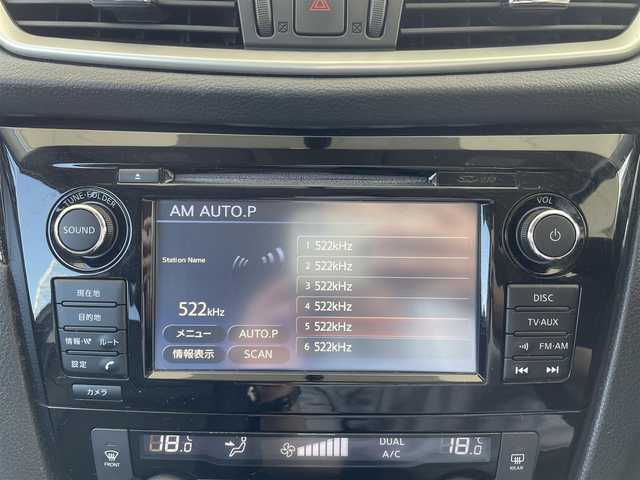 TUNE·FOLDER
SOUND
VOL
AM AUTO.P
Station Name
522kHz
メニュー
AUTO.P
情報表示
SCAN
1 522kHz
2 522kHz
3 522kHz
4 522kHz
5 522kHz
6 522kHz
現在地
目的地
情報・VV ルート
設定
カメラ
DISC
TV·AUX
FM·AM
FRONT
18.0 °C
DUAL
A/C
18.0 °C
REAR